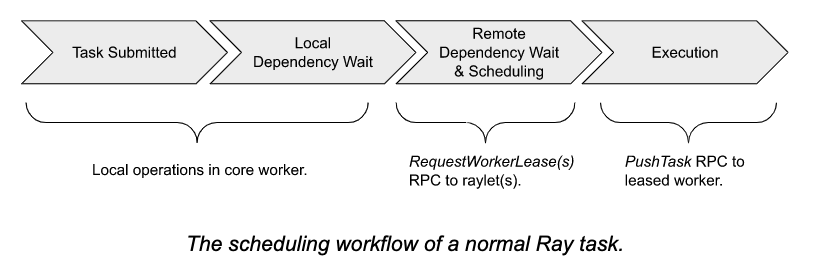 Task Submitted
Local
Dependency Wait
Remote
Dependency Wait
& Scheduling
Execution
Local operations in core worker.
RequestWorkerLease(s)
RPC to raylet(s).
PushTask RPC to
leased worker.
The scheduling workflow of a normal Ray task.